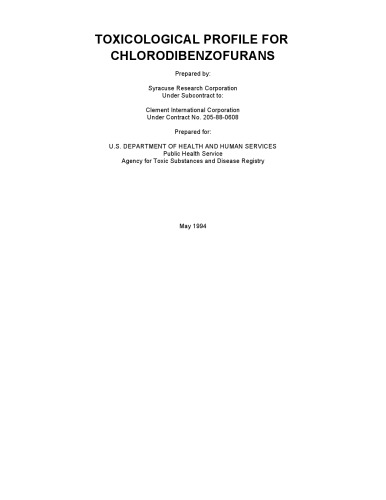 TOXICOLOGICAL PROFILE FOR
CHLORODIBENZOFURANS
Prepared by:
Syracuse Research Corporation
Under Subcontract to:
Clement International Corporation
Under Contract No. 205-88-0608
Prepared for:
U.S. DEPARTMENT OF HEALTH AND HUMAN SERVICES
Public Health Service
Agency for Toxic Substances and Disease Registry
May 1994